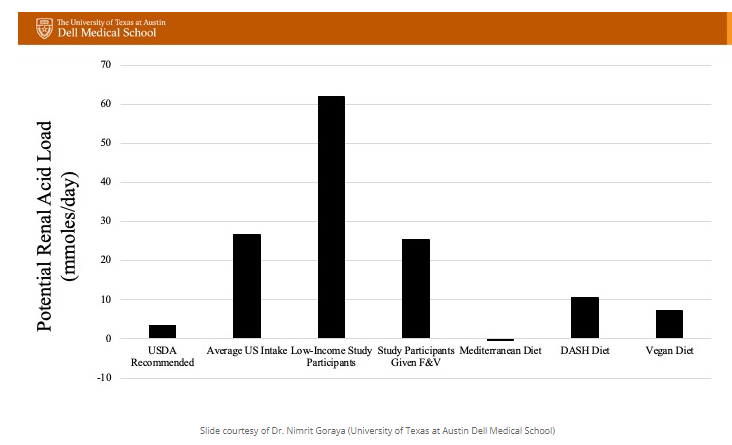 The University of Texas at Austin
Dell Medical School
Potential Renal Acid Load
(mmoles/day)
70
60
50
40
30
20
10
0
-10
USDA
Recommended
Average US Intake
Low-Income Study
Participants
Study Participants
Given F&V
Mediterranean Diet
DASH Diet
Vegan Diet
Slide courtesy of Dr. Nimrit Goraya (University of Texas at Austin Dell Medical School)